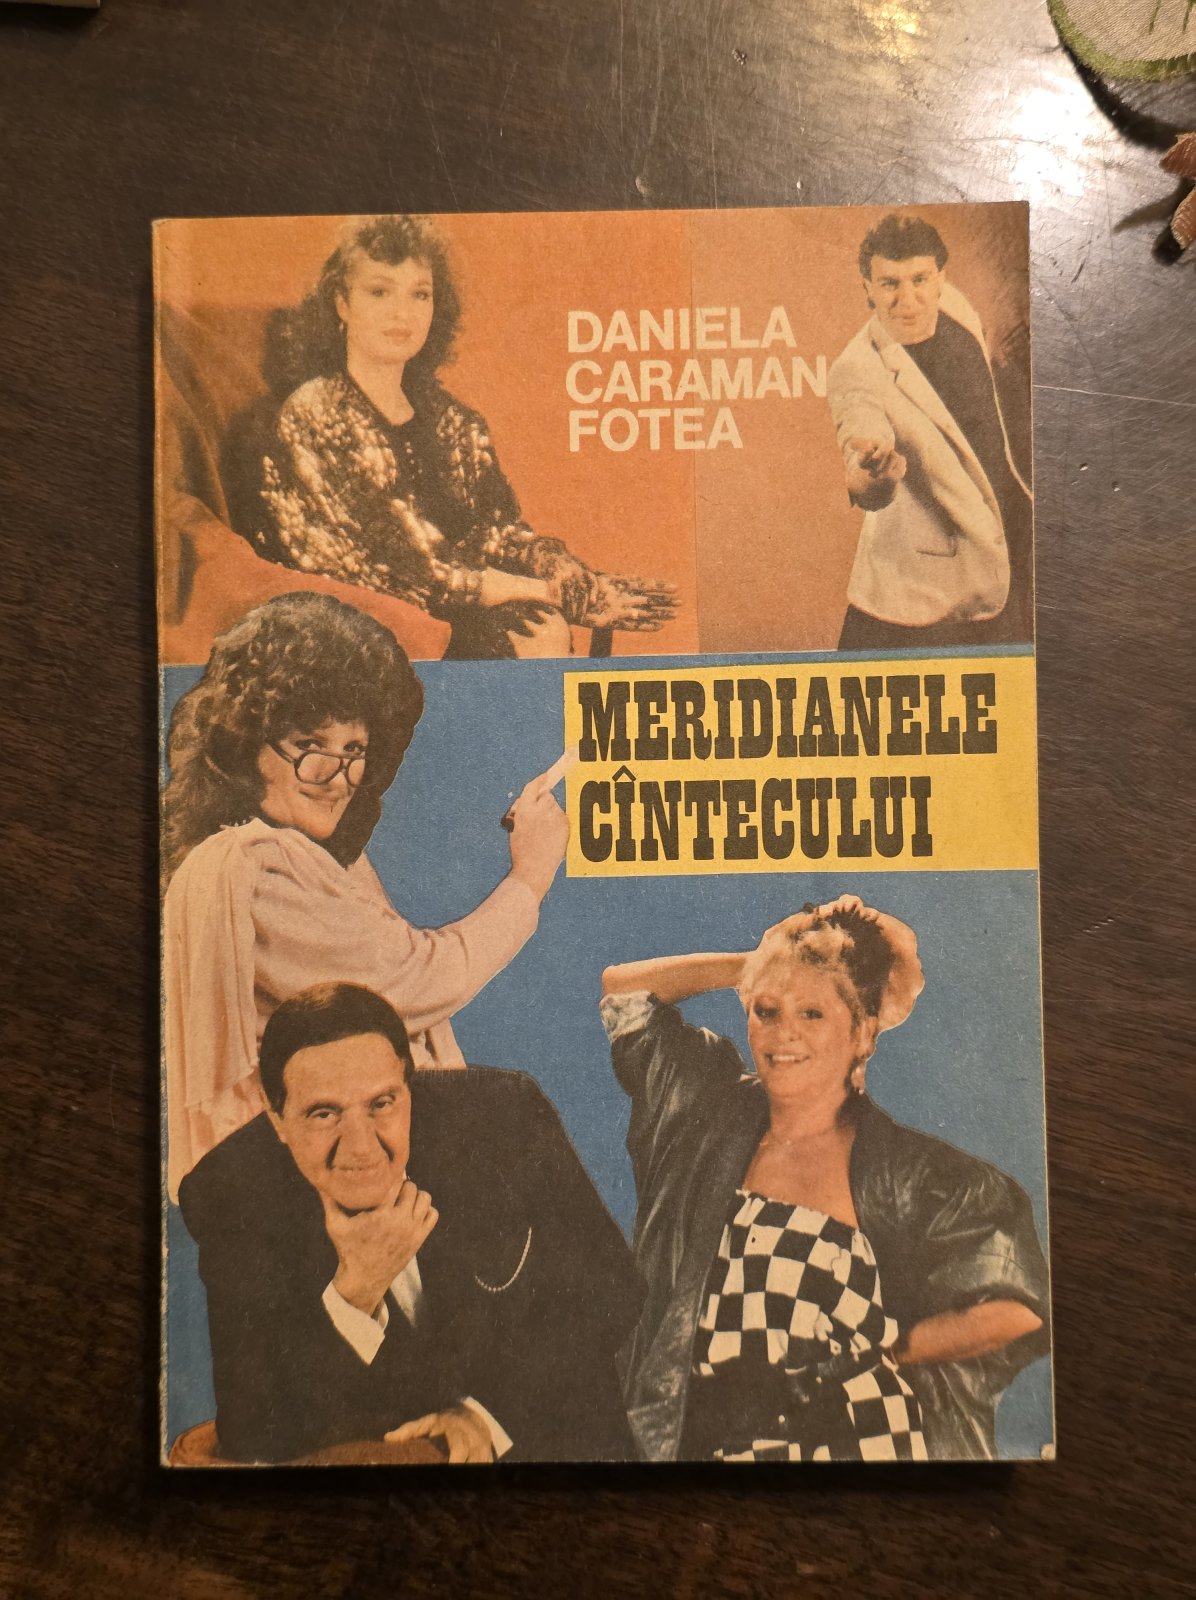 DANIELA
CARAMAN
FOTEA
MERIDIANELE
CÎNTECULUI